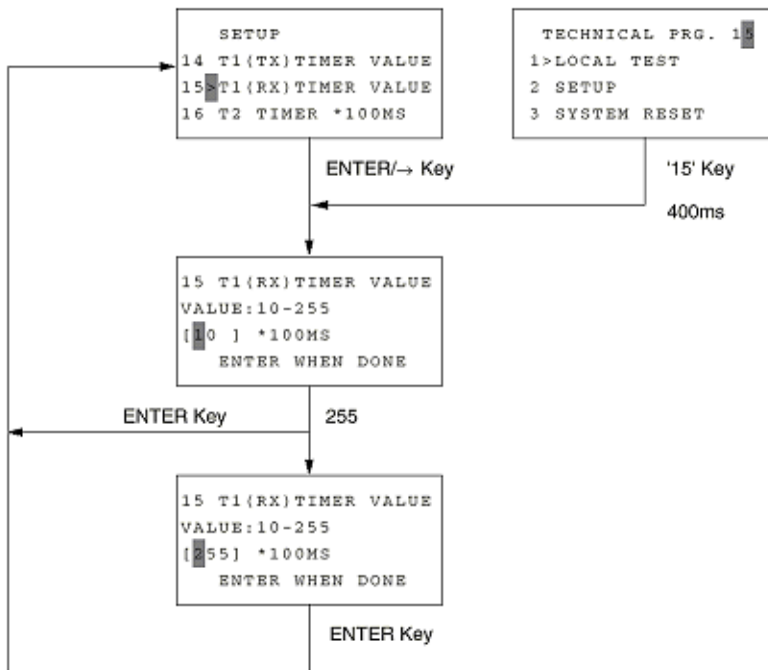 SETUP
14 T1(TX)TIMER VALUE
15>T1(RX)TIMER VALUE
16 T2 TIMER *100MS
TECHNICAL PRG. 15
1>LOCAL TEST
2 SETUP
3 SYSTEM RESET
ENTER/→ Key
'15' Key
400ms
15 T1(RX)TIMER VALUE
VALUE:10-255
[10 ] *100MS
ENTER WHEN DONE
ENTER Key
255
15 T1(RX)TIMER VALUE
VALUE:10-255
[255] *100MS
ENTER WHEN DONE
ENTER Key